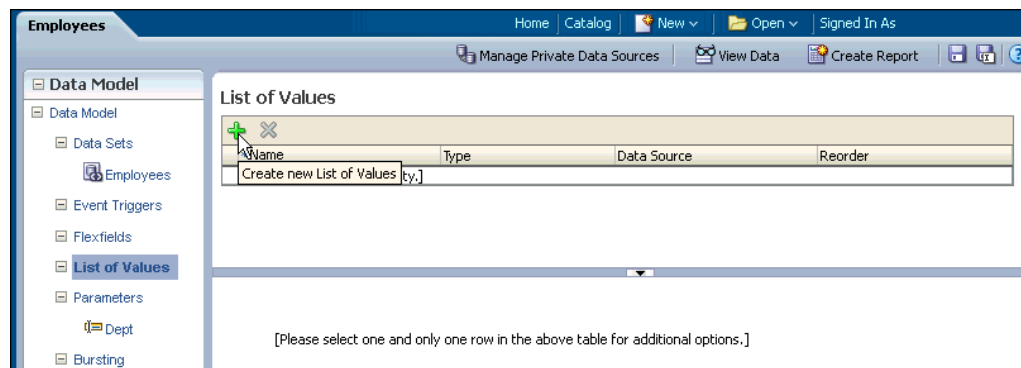 Employees
Home Catalog New Open Signed In As
Manage Private Data Sources View Data Create Report
Data Model
Data Model
Data Sets
Employees
Event Triggers
Flexfields
List of Values
Parameters
Dept
Bursting
List of Values
Name Type Data Source Reorder
Create new List of Values ty.]
[Please select one and only one row in the above table for additional options.]